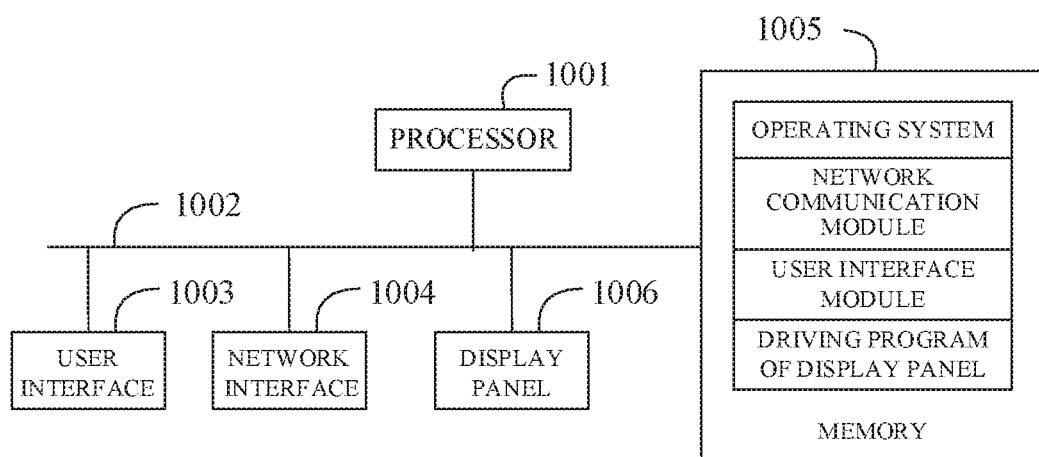 1005
1001
PROCESSOR
OPERATING SYSTEM
NETWORK
COMMUNICATION
MODULE
1002
USER INTERFACE
MODULE
1003
1004
1006
USER
INTERFACE
NETWORK
INTERFACE
DISPLAY
PANEL
DRIVING PROGRAM
OF DISPLAY PANEL
MEMORY